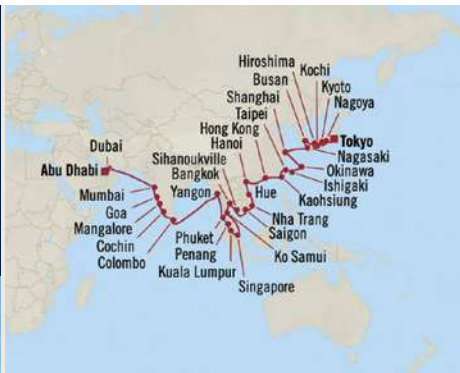 Hiroshima
Busan
Kochi
Kyoto
Nagoya
Shanghai
Taipei
Hong Kong
Hanoi
Tokyo
Nagasaki
Okinawa
Ishigaki
Kaohsiung
Dubai
Abu Dhabi
Sihanoukville
Bangkok
Yangon
Hue
Mumbai
Goa
Mangalore
Cochin
Colombo
Nha Trang
Saigon
Phuket
Penang
Kuala Lumpur
Ko Samui
Singapore